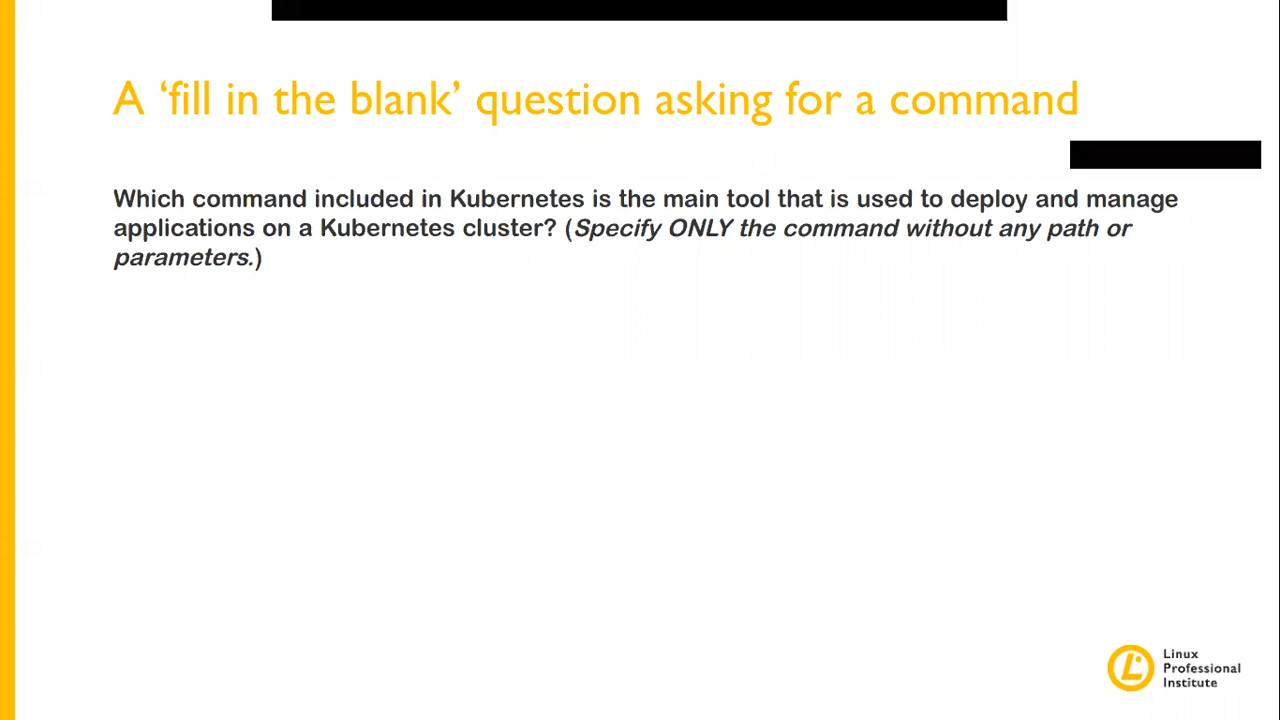 A ‘fill in the blank’ question asking for a command
Which command included in Kubernetes is the main tool that is used to deploy and manage
applications on a Kubernetes cluster? (Specify ONLY the command without any path or
parameters.)
Linux
Professional
Institute